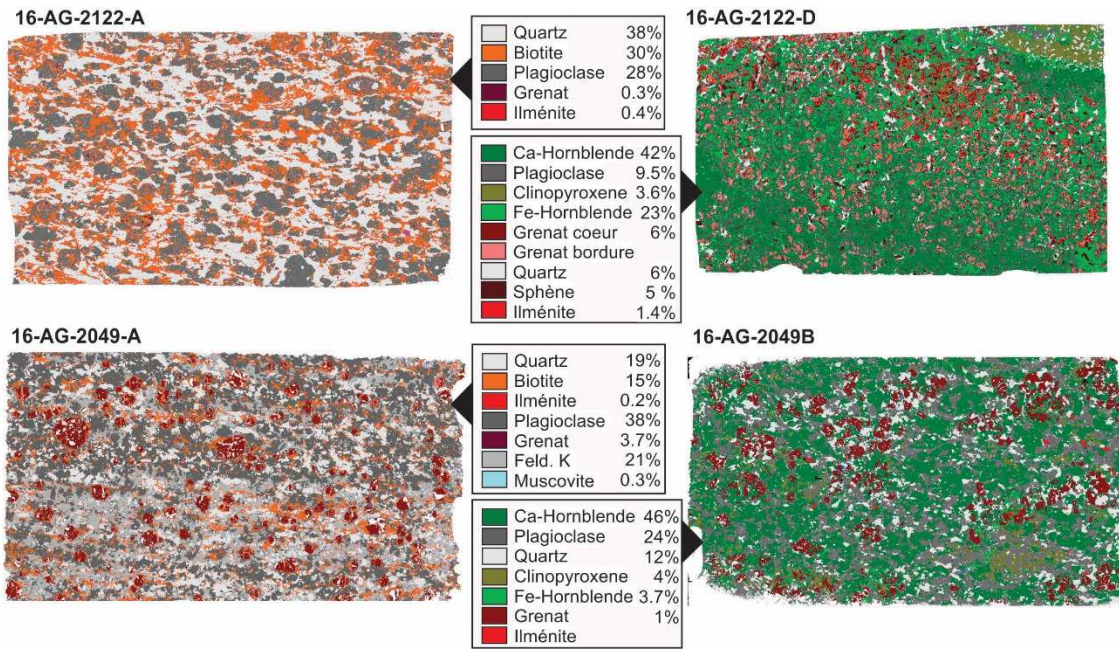 16-AG-2122-A
Quartz 38%
Biotite 30%
Plagioclase 28%
Grenat 0.3%
Ilménite 0.4%
16-AG-2122-D
Ca-Hornblende 42%
Plagioclase 9.5%
Clinopyroxene 3.6%
Fe-Hornblende 23%
Grenat coeur 6%
Grenat bordure
Quartz 6%
Sphène 5 %
Ilménite 1.4%
16-AG-2049-A
Quartz 19%
Biotite 15%
Ilménite 0.2%
Plagioclase 38%
Grenat 3.7%
Feld. K 21%
Muscovite 0.3%
16-AG-2049B
Ca-Hornblende 46%
Plagioclase 24%
Quartz 12%
Clinopyroxene 4%
Fe-Hornblende 3.7%
Grenat 1%
Ilménite